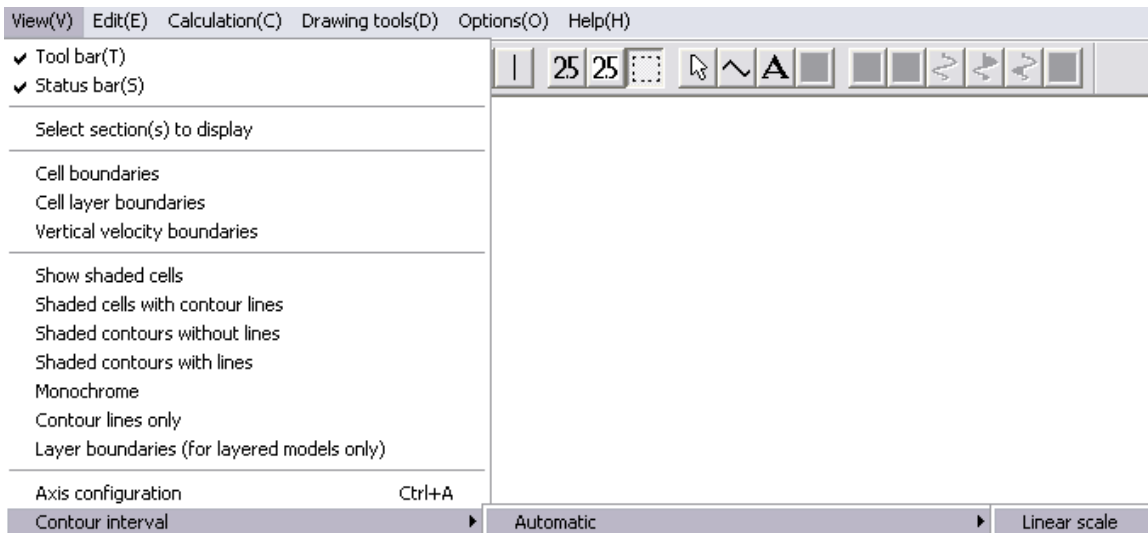 View(V) Edit(E) Calculation(C) Drawing tools(D) Options(O) Help(H)
✓ Tool bar(T)
✓ Status bar(S)
25 25 A
Select section(s) to display
Cell boundaries
Cell layer boundaries
Vertical velocity boundaries
Show shaded cells
Shaded cells with contour lines
Shaded contours without lines
Shaded contours with lines
Monochrome
Contour lines only
Layer boundaries (for layered models only)
Axis configuration Ctrl+A
Contour interval Automatic Linear scale